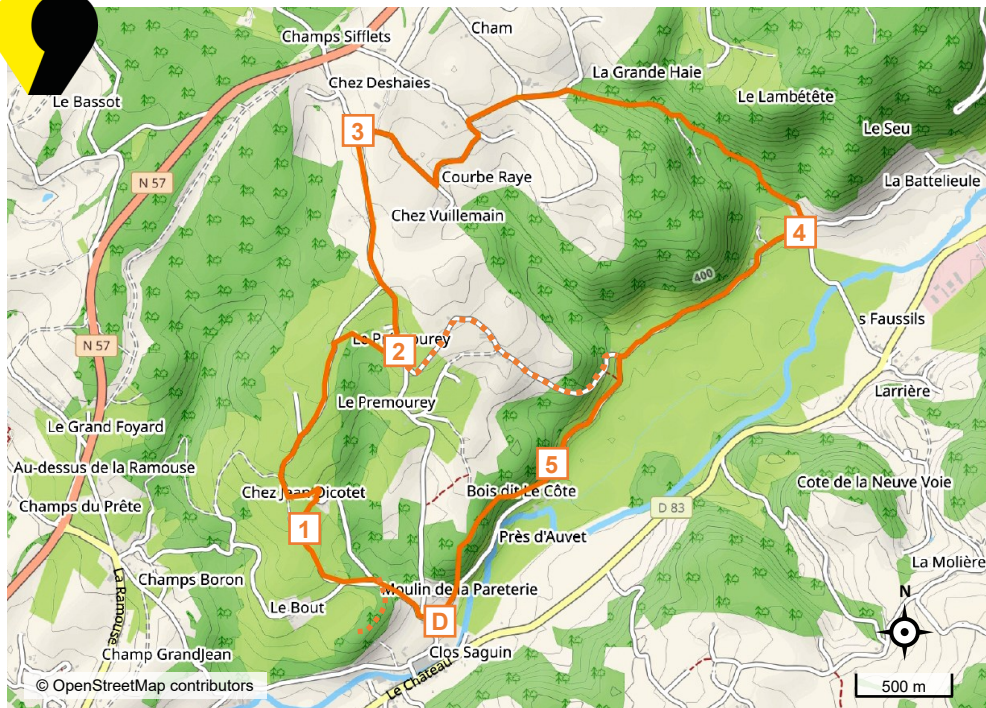 Champs Sifflets
Cham
Chez Deshaies
La Grande Haie
Le Bassot
Le Lambétête
3
Le Seu
N 57
Courbe Raye
La Battelieule
Chez Vuillemain
4
400
s Faussils
N 57
2
Le Premourey
Larrière
Le Grand Foyard
Au-dessus de la Ramouse
5
Chez Jean Dicotet
Bois dit Le Côte
Cote de la Neuve Voie
Champs du Prête
D 83
1
Près d'Auvet
La Molière
Champs Boron
Moulin de la Pareterie
La Ramouse
Le Bout
N
D
Champ GrandJean
Clos Saguin
Le Château
© OpenStreetMap contributors
500 m